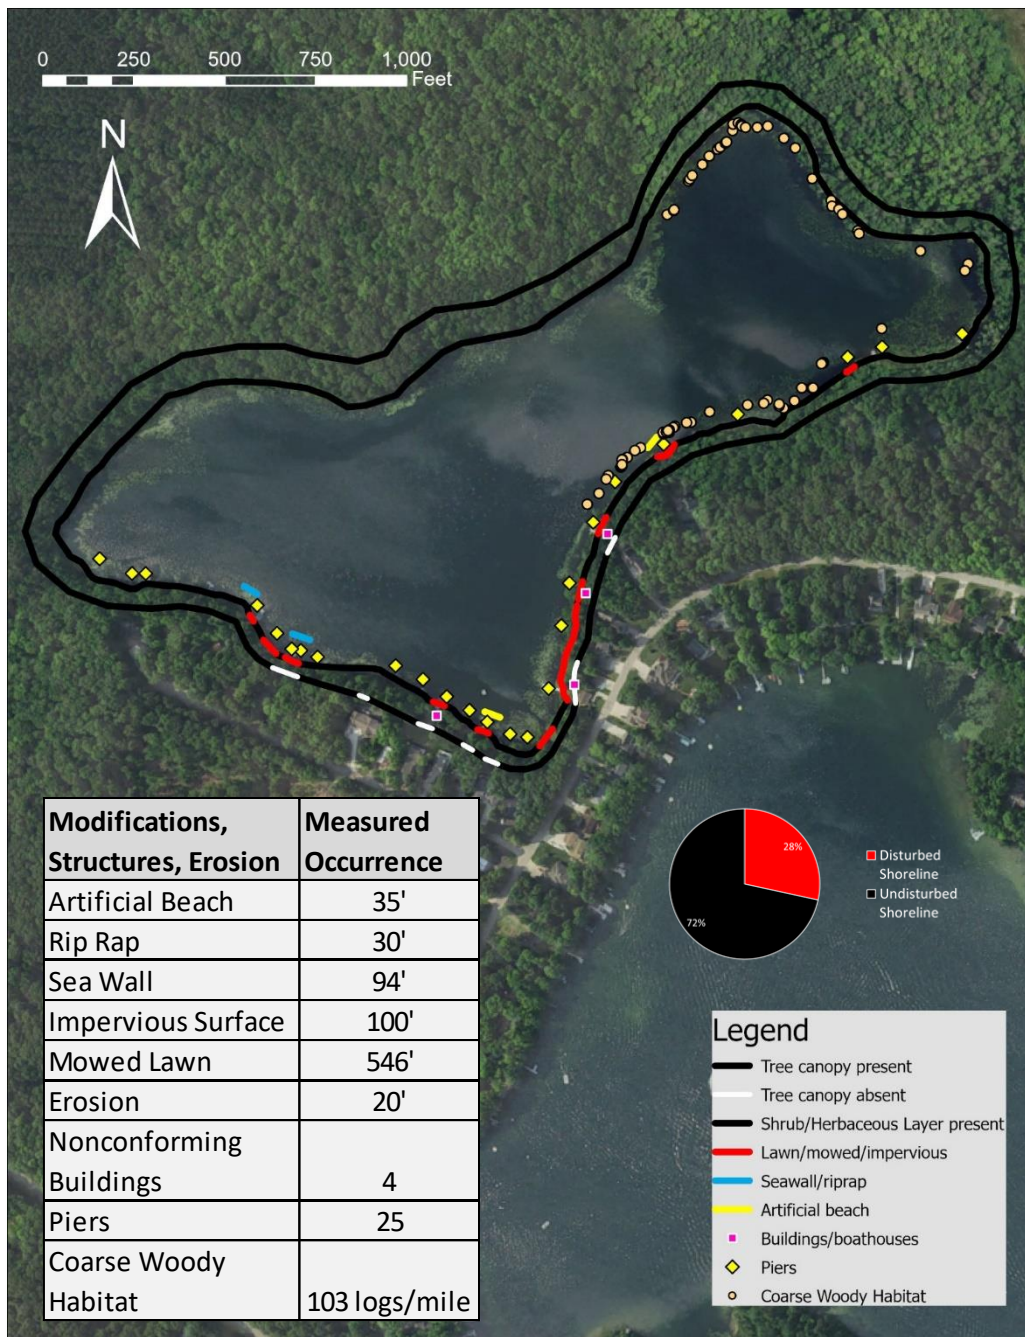 0 250 500 750 1,000
Feet
N
Modifications, Structures, Erosion
Measured Occurrence
Artificial Beach 35'
Rip Rap 30'
Sea Wall 94'
Impervious Surface 100'
Mowed Lawn 546'
Erosion 20'
Nonconforming
Buildings 4
Piers 25
Coarse Woody
Habitat 103 logs/mile
28%
72%
Disturbed
Shoreline
Undisturbed
Shoreline
Legend
Tree canopy present
Tree canopy absent
Shrub/Herbaceous Layer present
Lawn/mowed/impervious
Seawall/riprap
Artificial beach
Buildings/boathouses
Piers
Coarse Woody Habitat